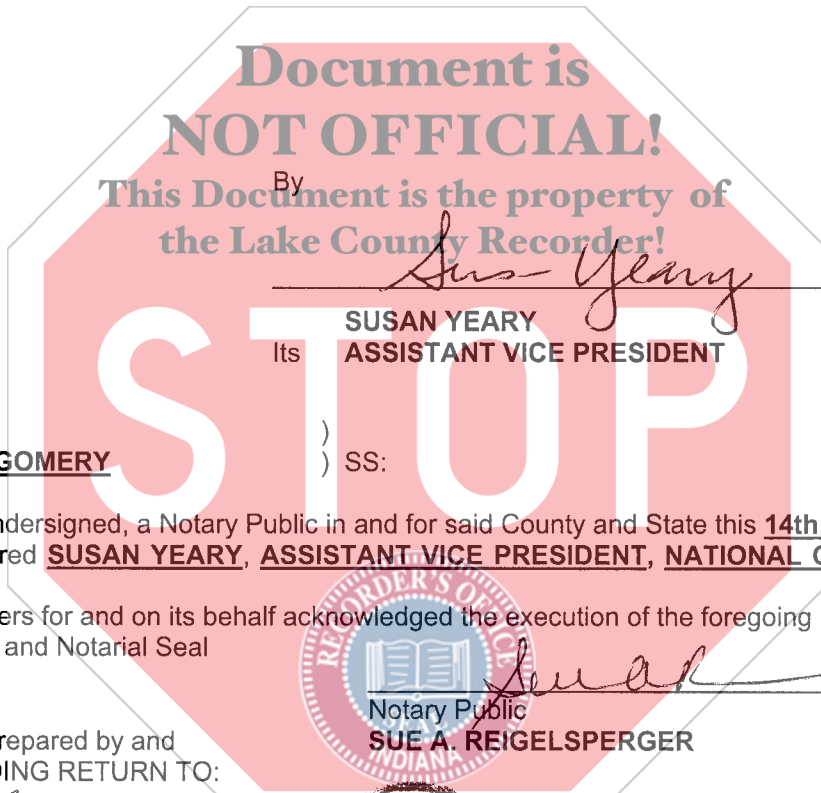 Document is
NOT OFFICIAL!
This Document is the property of
the Lake County Recorder!
By
Sus Yeary
SUSAN YEARY
Its ASSISTANT VICE PRESIDENT
STOP
)
GOMERY ) SS:
ndersigned, a Notary Public in and for said County and State this 14th
red SUSAN YEARY, ASSISTANT VICE PRESIDENT, NATIONAL C
ers for and on its behalf acknowledged the execution of the foregoing
and Notarial Seal
RECORDER'S OFFICE
SEAL
INDIANA
Notary Public
SUE A. REIGELSPERGER
repared by and
DING RETURN TO: